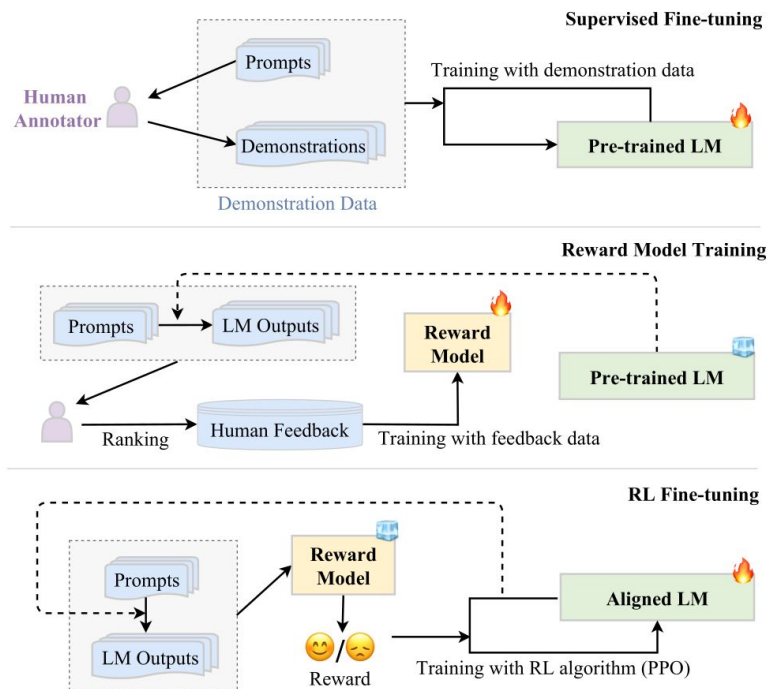 Supervised Fine-tuning
Prompts
Training with demonstration data
Human
Annotator
Demonstrations
Pre-trained LM
Demonstration Data
Reward Model Training
Prompts
LM Outputs
Reward
Model
Pre-trained LM
Ranking
Human Feedback
Training with feedback data
RL Fine-tuning
Prompts
Reward
Model
Aligned LM
LM Outputs
/
Reward
Training with RL algorithm (PPO)